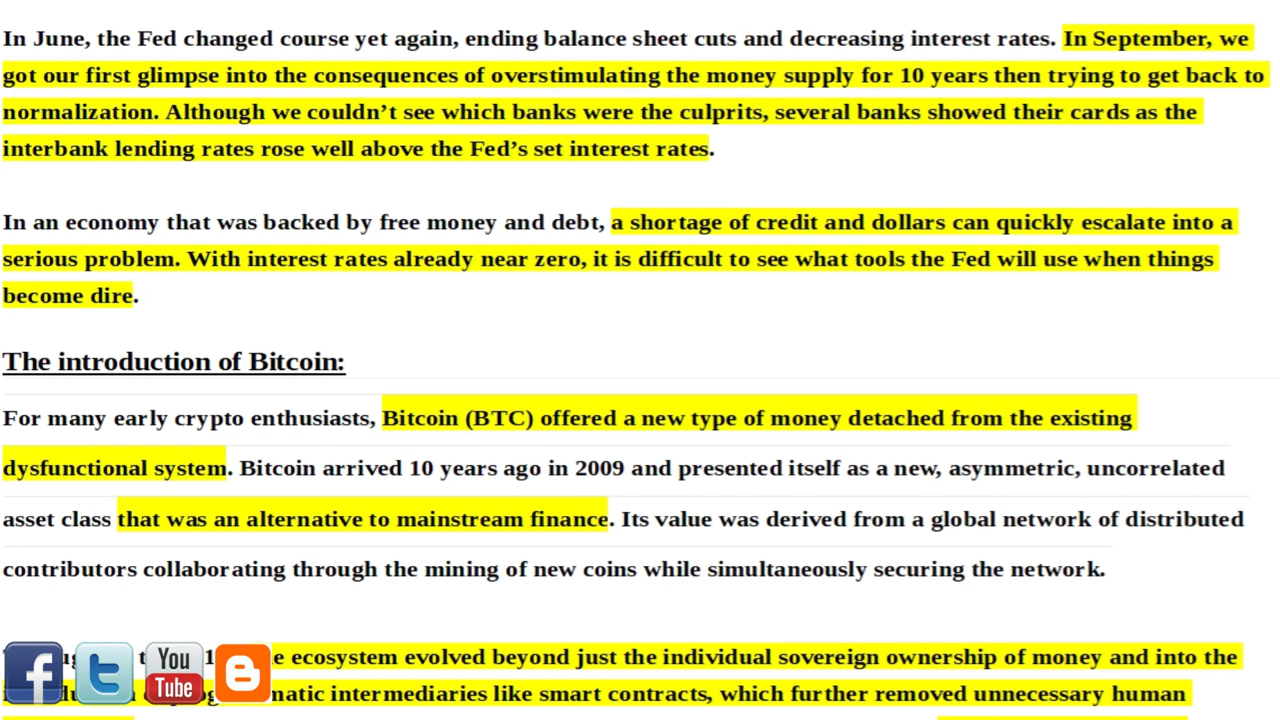 In June, the Fed changed course yet again, ending balance sheet cuts and decreasing interest rates. In September, we
got our first glimpse into the consequences of overstimulating the money supply for 10 years then trying to get back to
normalization. Although we couldn’t see which banks were the culprits, several banks showed their cards as the
interbank lending rates rose well above the Fed’s set interest rates.
In an economy that was backed by free money and debt, a shortage of credit and dollars can quickly escalate into a
serious problem. With interest rates already near zero, it is difficult to see what tools the Fed will use when things
become dire.
The introduction of Bitcoin:
For many early crypto enthusiasts, Bitcoin (BTC) offered a new type of money detached from the existing
dysfunctional system. Bitcoin arrived 10 years ago in 2009 and presented itself as a new, asymmetric, uncorrelated
asset class that was an alternative to mainstream finance. Its value was derived from a global network of distributed
contributors collaborating through the mining of new coins while simultaneously securing the network.
ecosystem evolved beyond just the individual sovereign ownership of money and into the
intermediaries like smart contracts, which further removed unnecessary human
You
Tube